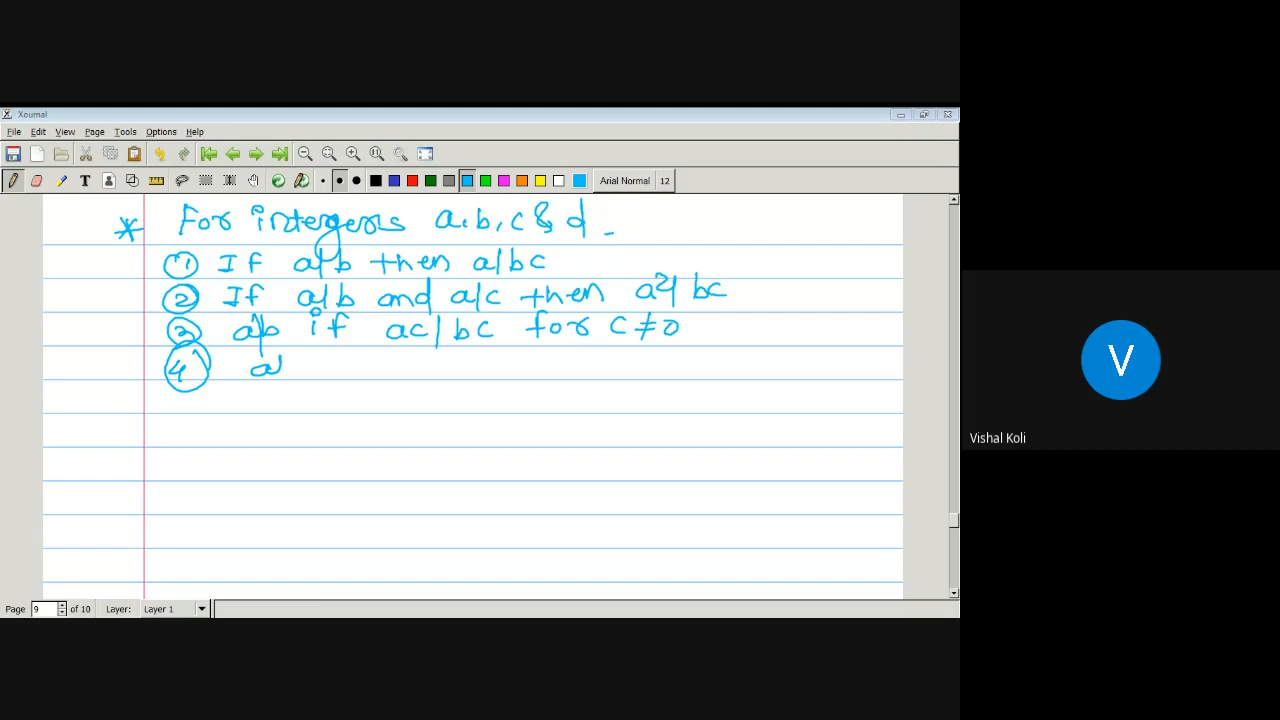 Xournal
File Edit View Page Tools Options Help
Arial Normal 12
* For integers a, b, c & d.
① If a|b then a|bc
② If a|b and a|c then a²| bc
③ a|b if ac|bc for c ≠ 0
④ a|
Page 9 of 10 Layer: Layer 1
V
Vishal Koli